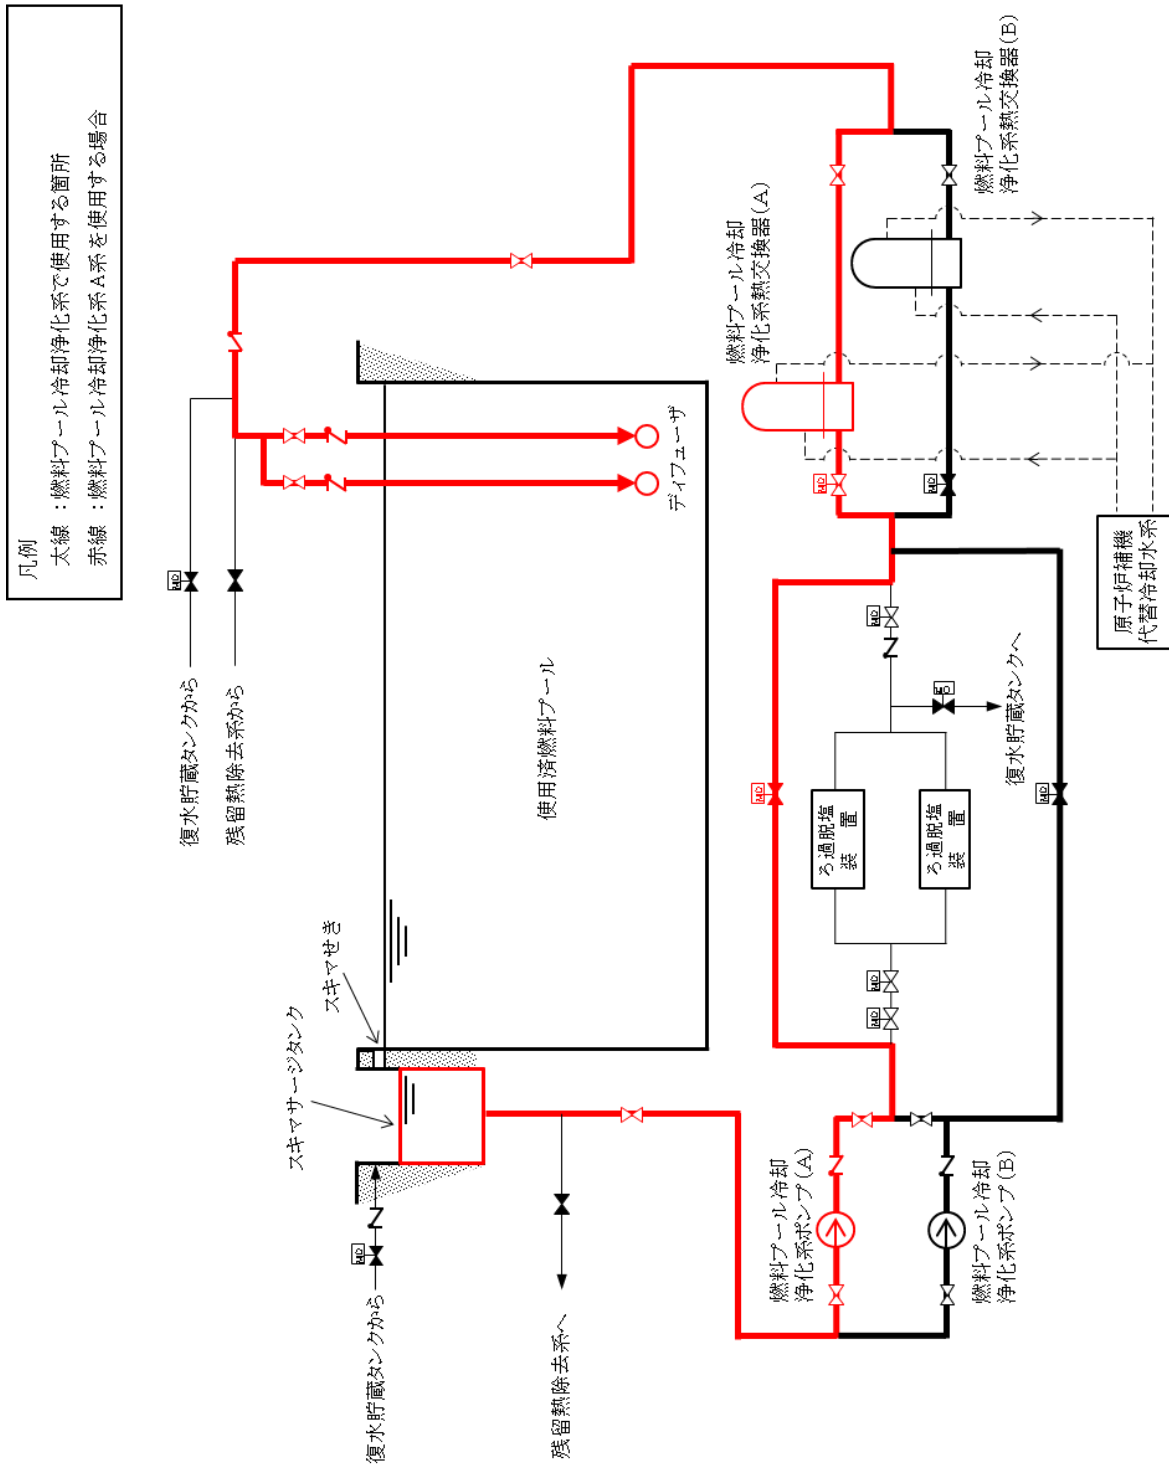 凡例
太線：燃料プール冷却浄化系で使用する箇所
赤線：燃料プール冷却浄化系A系を使用する場合
復水貯蔵タンクから
残留熱除去系から
スキマサージタンク
スキマせき
使用済燃料プール
ディフューザ
復水貯蔵タンクから
残留熱除去系へ
燃料プール冷却
浄化系熱交換器(A)
燃料プール冷却
浄化系熱交換器(B)
燃料プール冷却
浄化系ポンプ(A)
燃料プール冷却
浄化系ポンプ(B)
ろ過脱塩
装置
ろ過脱塩
装置
復水貯蔵タンクへ
原子炉補機
代替冷却水系
MO
MO
MO
MO
MO
MO
MO
MO
MO